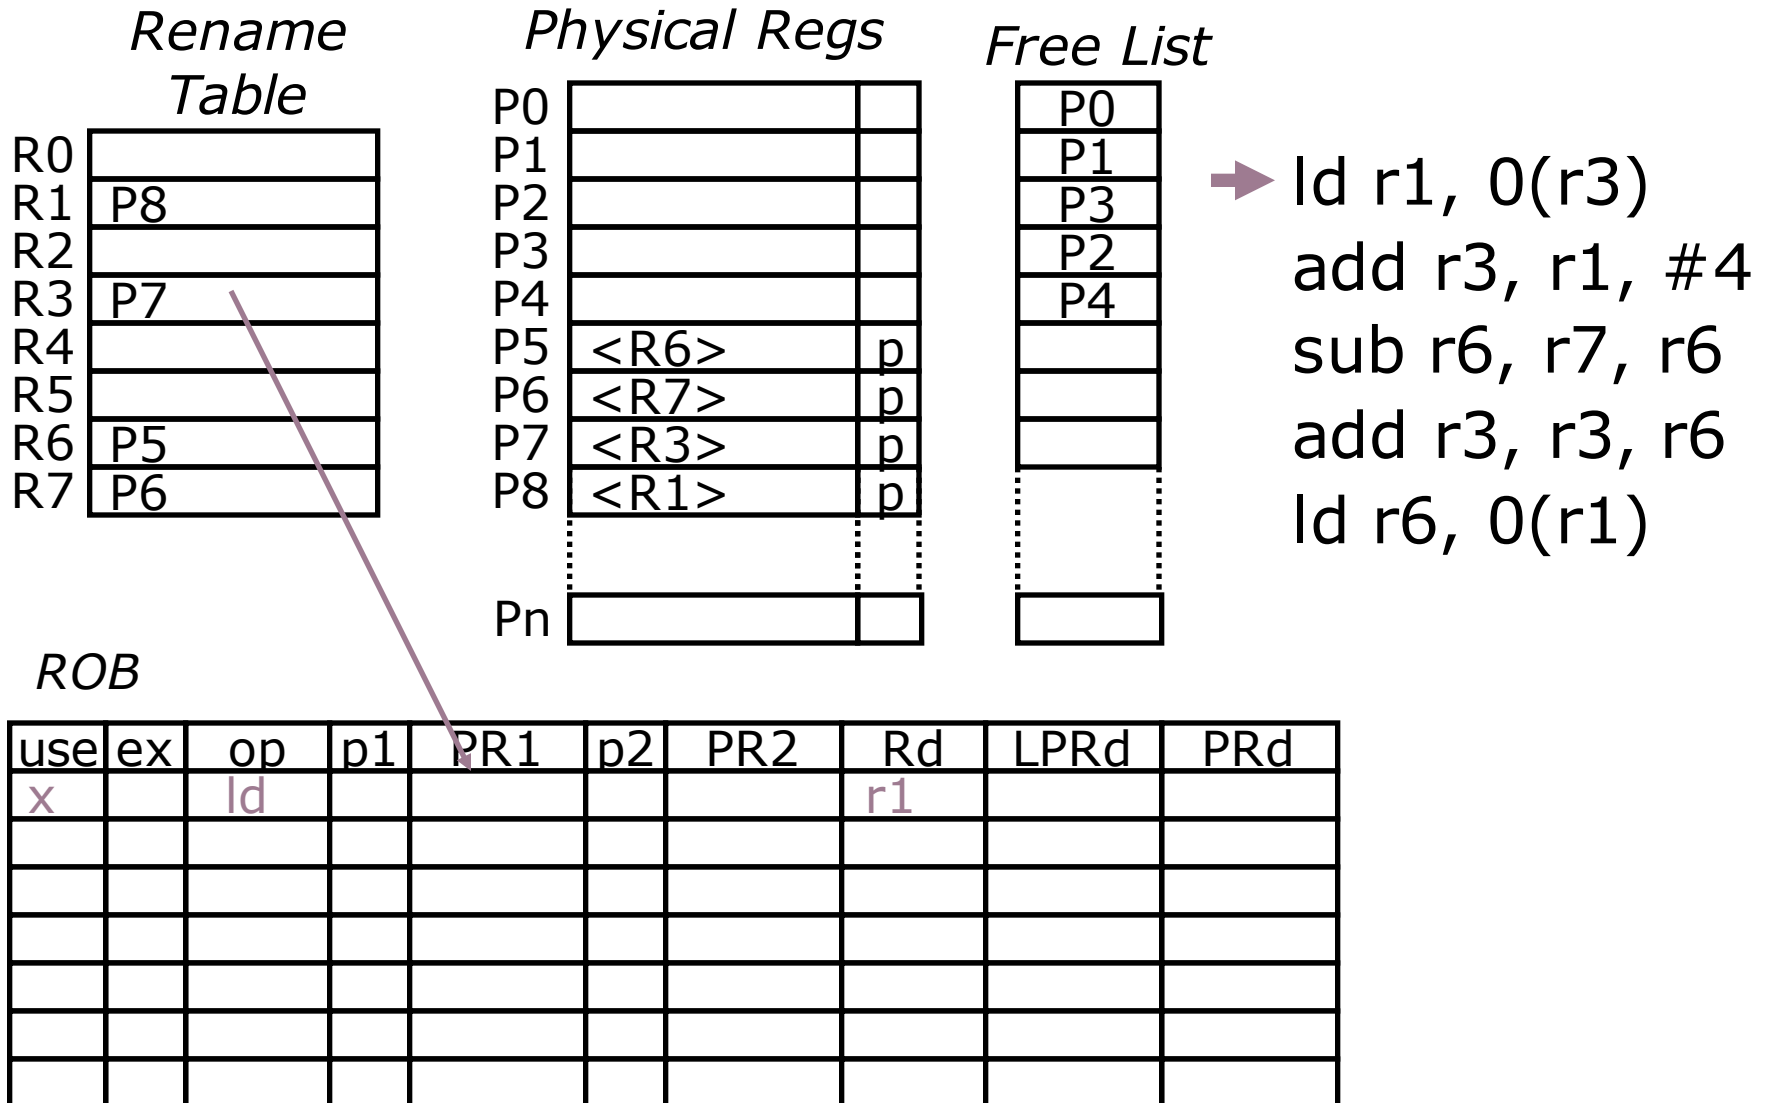 Rename
Table
R0
R1 P8
R2
R3 P7
R4
R5
R6 P5
R7 P6
Physical Regs
P0
P1
P2
P3
P4
P5 <R6> p
P6 <R7> p
P7 <R3> p
P8 <R1> p
Pn
Free List
P0
P1
P3
P2
P4
ld r1, 0(r3)
add r3, r1, #4
sub r6, r7, r6
add r3, r3, r6
ld r6, 0(r1)
ROB
use ex op p1 PR1 p2 PR2 Rd LPRd PRd
x ld r1